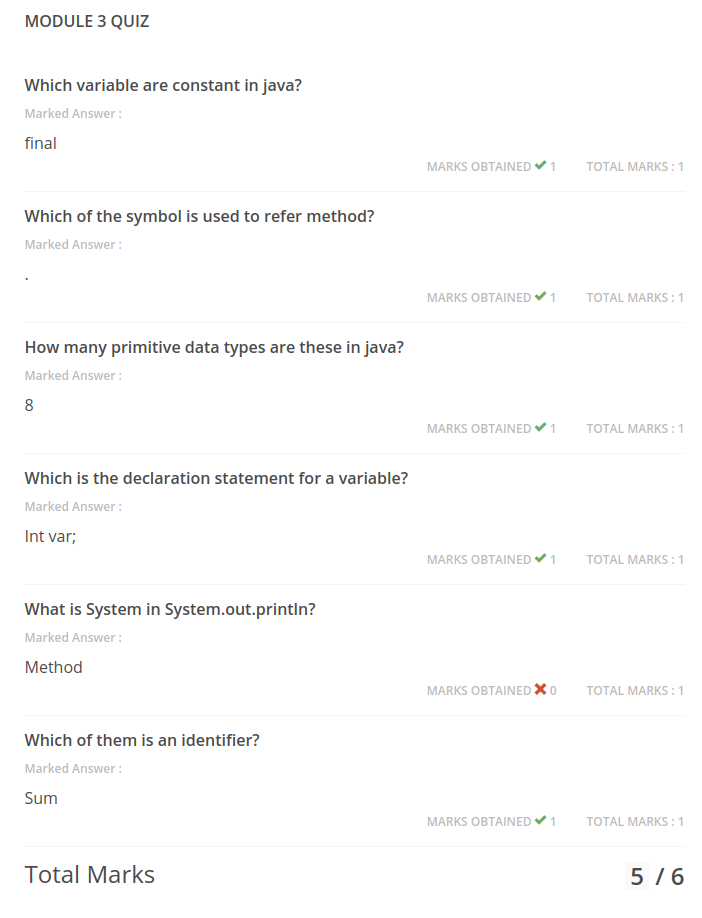 MODULE 3 QUIZ
Which variable are constant in java?
Marked Answer :
final
MARKS OBTAINED ✔ 1 TOTAL MARKS : 1
Which of the symbol is used to refer method?
Marked Answer :
.
MARKS OBTAINED ✔ 1 TOTAL MARKS : 1
How many primitive data types are these in java?
Marked Answer :
8
MARKS OBTAINED ✔ 1 TOTAL MARKS : 1
Which is the declaration statement for a variable?
Marked Answer :
Int var;
MARKS OBTAINED ✔ 1 TOTAL MARKS : 1
What is System in System.out.println?
Marked Answer :
Method
MARKS OBTAINED ✖ 0 TOTAL MARKS : 1
Which of them is an identifier?
Marked Answer :
Sum
MARKS OBTAINED ✔ 1 TOTAL MARKS : 1
Total Marks 5 / 6